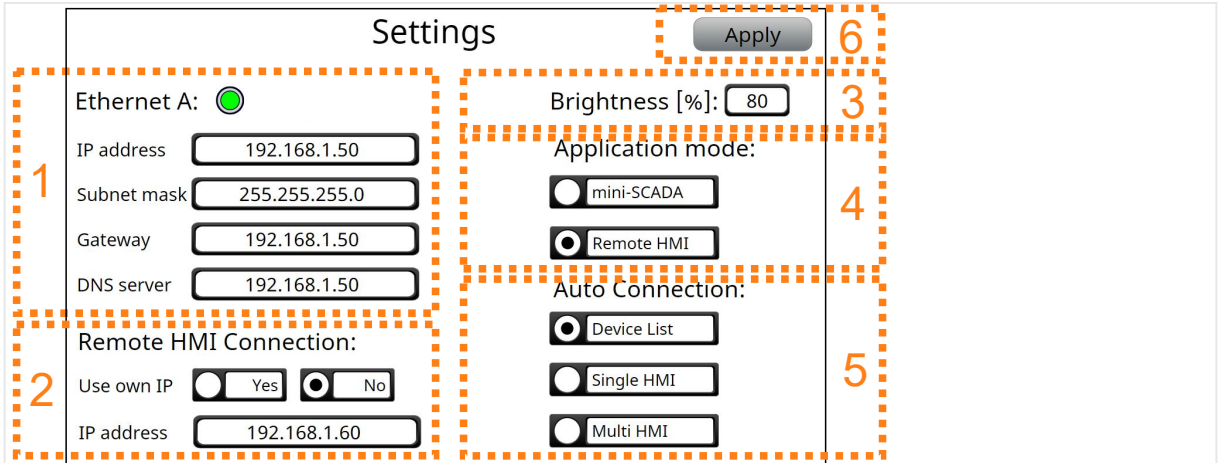 Settings
Apply
6
1
Ethernet A:
IP address 192.168.1.50
Subnet mask 255.255.255.0
Gateway 192.168.1.50
DNS server 192.168.1.50
2
Remote HMI Connection:
Use own IP Yes No
IP address 192.168.1.60
Brightness [%]: 80
3
Application mode:
mini-SCADA
Remote HMI
4
Auto Connection:
Device List
Single HMI
Multi HMI
5